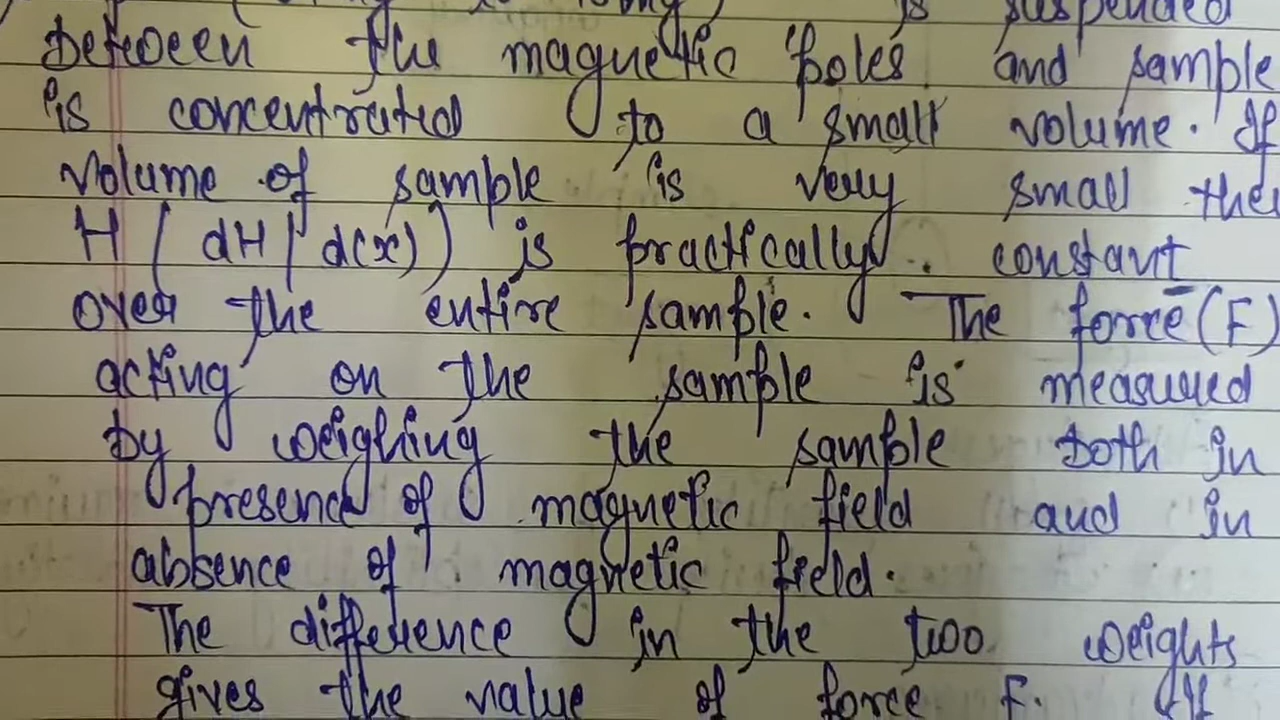 is suspended
between the magnetic poles and sample
is concentrated to a small volume. If
volume of sample is very small then
H ( dH / d(x) ) is practically constant
over the entire sample. The force (F)
acting on the sample is measured
by weighing the sample both in
presence of magnetic field and in
absence of magnetic field.
The difference in the two weights
gives the value of force F. If